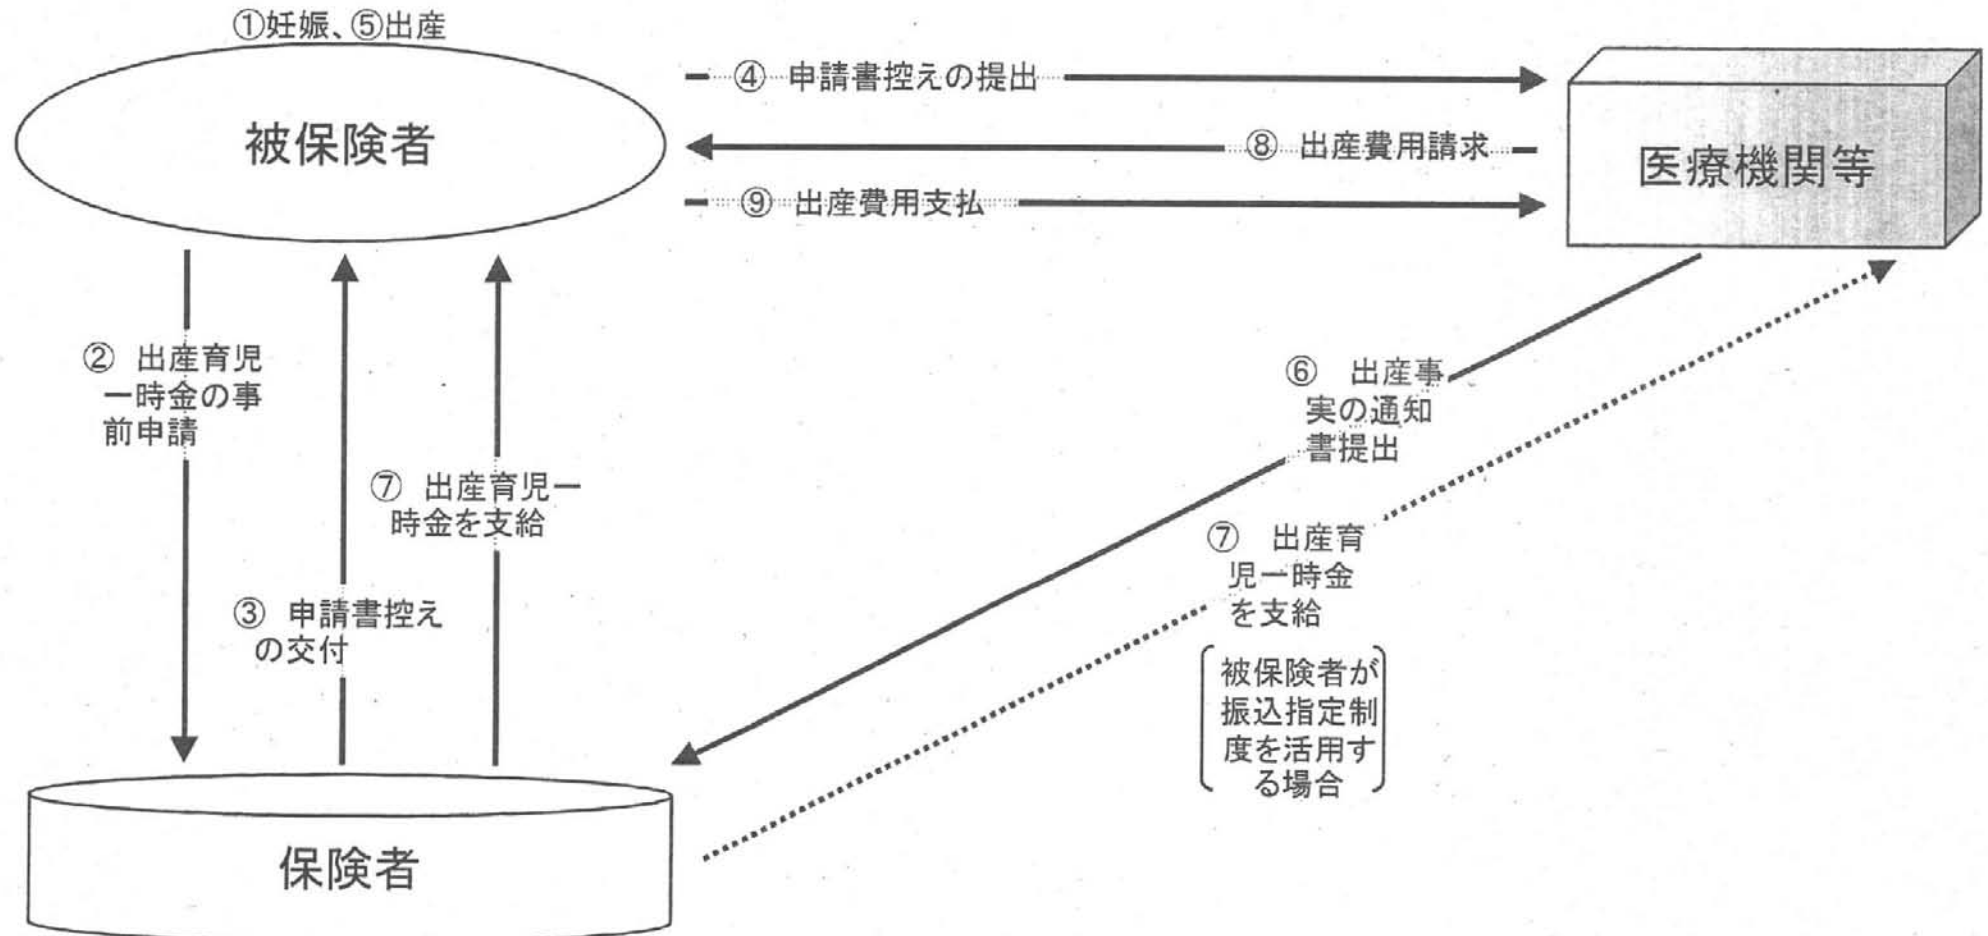 ①妊娠、⑤出産
被保険者
④ 申請書控えの提出
⑧ 出産費用請求
⑨ 出産費用支払
医療機関等
② 出産育児
一時金の事
前申請
③ 申請書控え
の交付
⑦ 出産育児一
時金を支給
⑥ 出産事
実の通知
書提出
⑦ 出産育
児一時金
を支給
被保険者が
振込指定制
度を活用す
る場合
保険者